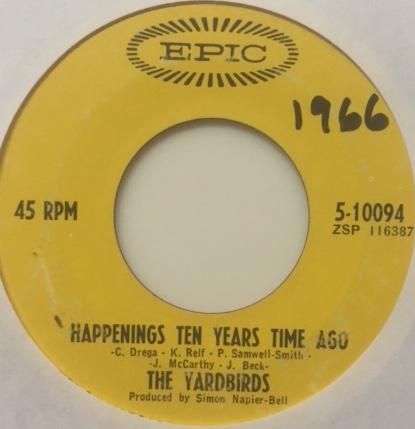 EPIC
1966
45 RPM
5-10094
ZSP 116387
HAPPENINGS TEN YEARS TIME AGO
-C. Drega - K. Relf - P. Samwell-Smith -
-J. McCarthy - J. Beck-
THE YARDBIRDS
Produced by Simon Napier-Bell